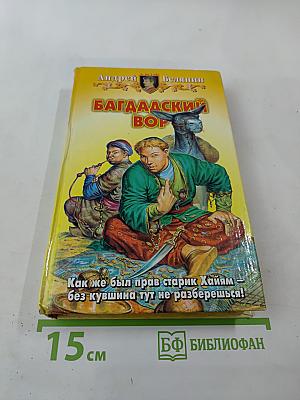 Андрей Белянин
БАГДАДСКИЙ
ВОР
Как же был прав старик Хайям –
без кувшина тут не разберешься!
15 см
БФ БИБЛИОФАН